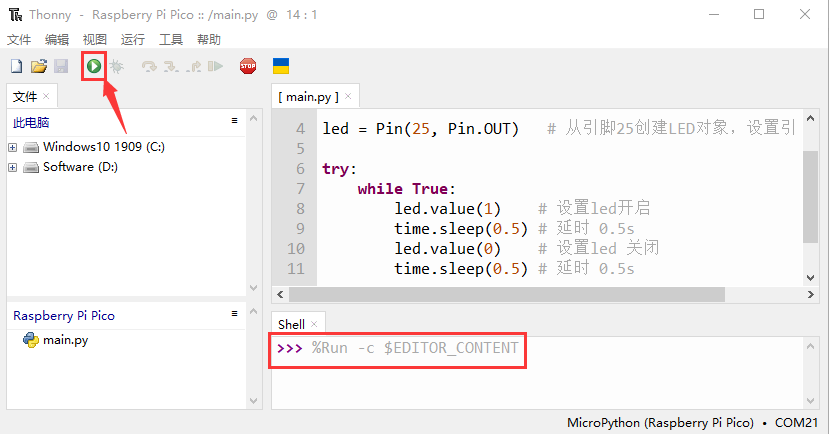 Thonny - Raspberry Pi Pico :: /main.py @ 14 : 1
文件 编辑 视图 运行 工具 帮助
STOP
文件
此电脑
Windows10 1909 (C:)
Software (D:)
Raspberry Pi Pico
main.py
[ main.py ]
4 led = Pin(25, Pin.OUT) # 从引脚25创建LED对象，设置引
5
6 try:
7 while True:
8 led.value(1) # 设置led开启
9 time.sleep(0.5) # 延时 0.5s
10 led.value(0) # 设置led 关闭
11 time.sleep(0.5) # 延时 0.5s
Shell
>>> %Run -c $EDITOR_CONTENT
MicroPython (Raspberry Pi Pico) • COM21